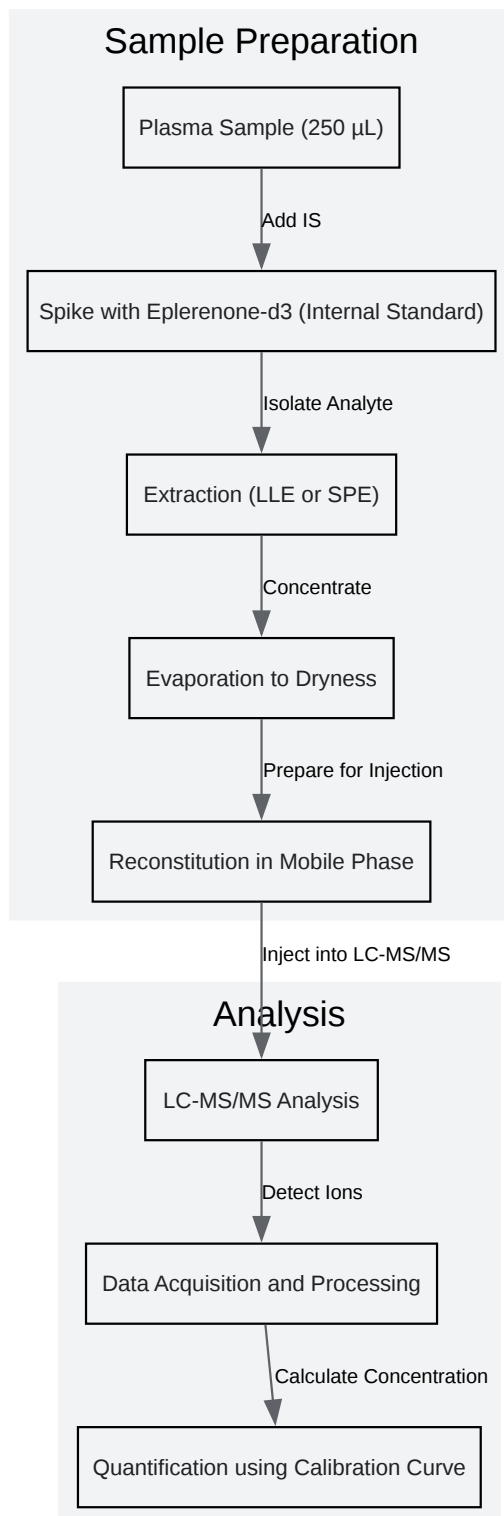 Sample Preparation
Plasma Sample (250 µL)
Add IS
Spike with Eplerenone-d3 (Internal Standard)
Isolate Analyte
Extraction (LLE or SPE)
Concentrate
Evaporation to Dryness
Prepare for Injection
Reconstitution in Mobile Phase
Inject into LC-MS/MS
Analysis
LC-MS/MS Analysis
Detect Ions
Data Acquisition and Processing
Calculate Concentration
Quantification using Calibration Curve